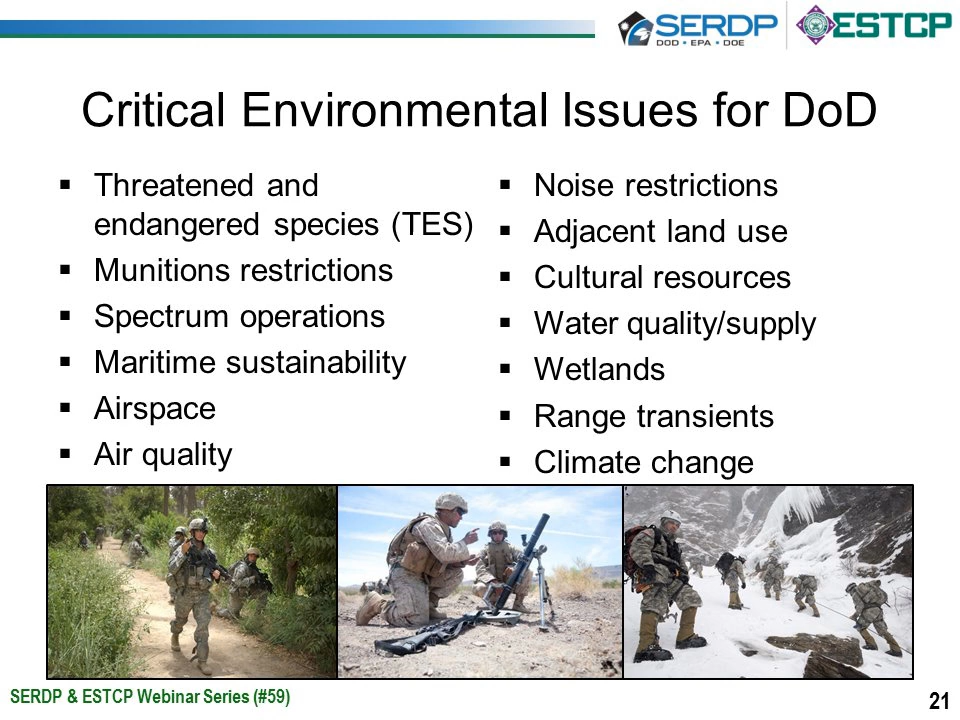 SERDP
DOD • EPA • DOE
ESTCP
Critical Environmental Issues for DoD
▪ Threatened and
endangered species (TES)
▪ Munitions restrictions
▪ Spectrum operations
▪ Maritime sustainability
▪ Airspace
▪ Air quality
▪ Noise restrictions
▪ Adjacent land use
▪ Cultural resources
▪ Water quality/supply
▪ Wetlands
▪ Range transients
▪ Climate change
SERDP & ESTCP Webinar Series (#59)
21